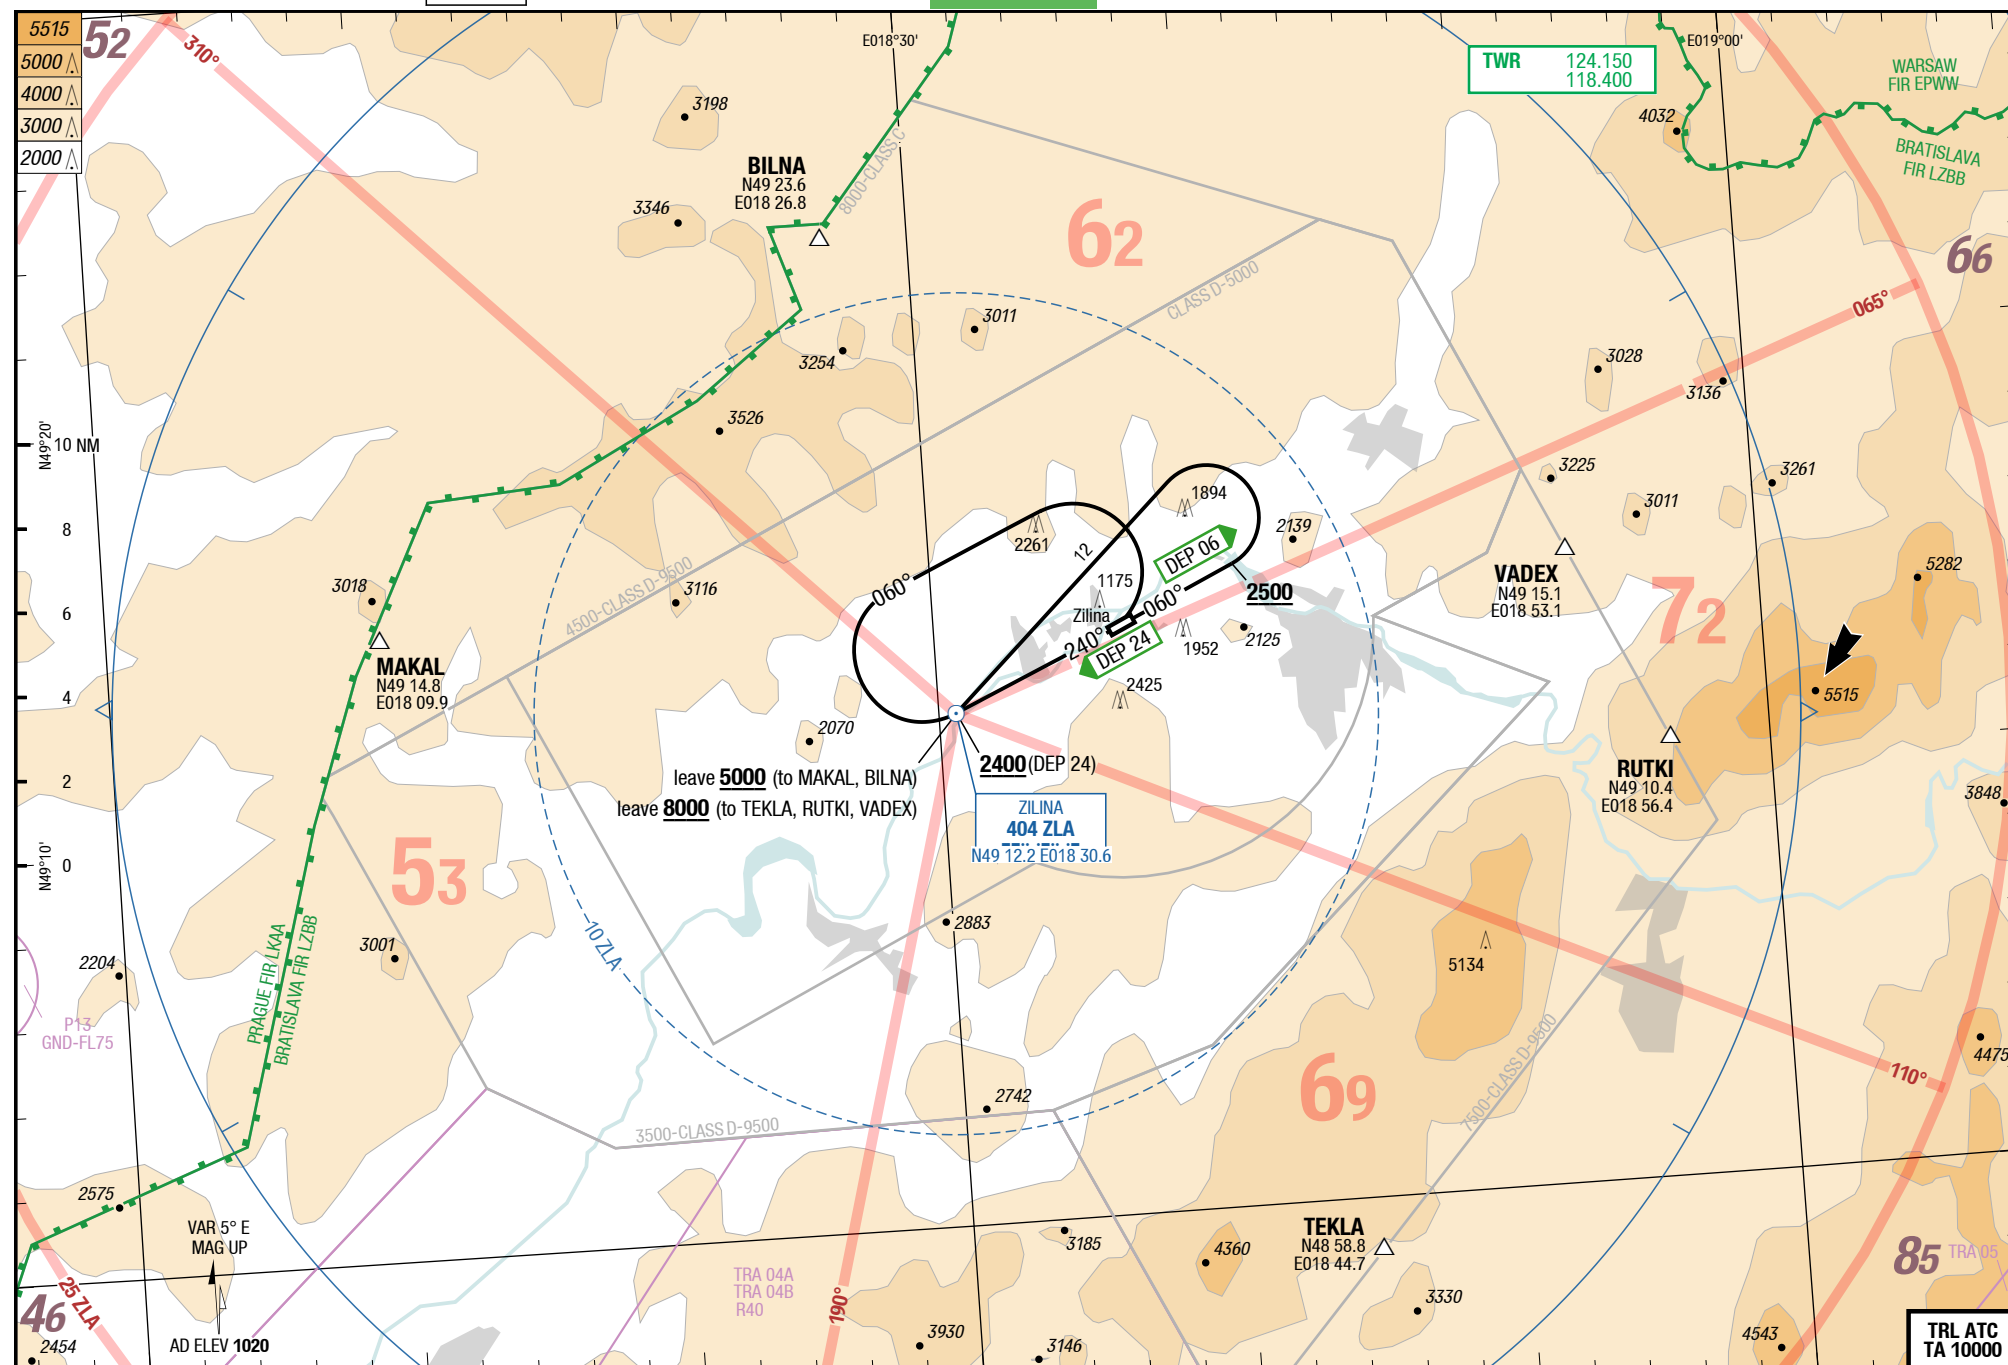 5515
5000
4000
3000
2000
52
310°
E018°30'
E019°00'
TWR 124.150
118.400
WARSAW
FIR EPWW
BRATISLAVA
FIR LZBB
4032
3198
BILNA
N49 23.6
E018 26.8
8000-CLASS C
3346
62
66
CLASS D-5000
065°
3011
3254
3028
3136
3526
N49°20'
10 NM
3225
3261
3011
1894
2139
2261
12
DEP 06
8
5282
4500-CLASS D-9500
060°
1175
060°
2500
VADEX
N49 15.1
E018 53.1
72
3018
3116
6
Zilina
240°
DEP 24
1952
2125
MAKAL
N49 14.8
E018 09.9
2425
4
5515
2070
leave 5000 (to MAKAL, BILNA)
2400 (DEP 24)
leave 8000 (to TEKLA, RUTKI, VADEX)
2
RUTKI
N49 10.4
E018 56.4
3848
ZILINA
404 ZLA
N49 12.2 E018 30.6
N49°10'
0
53
2883
10 ZLA
3001
5134
2204
PRAGUE FIR LKAA
BRATISLAVA FIR LZBB
P13
GND-FL75
7500-CLASS D-9500
4475
110°
69
2742
3500-CLASS D-9500
2575
VAR 5° E
MAG UP
3185
4360
TEKLA
N48 58.8
E018 44.7
85
TRA 05
25 ZLA
TRA 04A
TRA 04B
R40
190°
3330
46
2454
AD ELEV 1020
3930
3146
4543
TRL ATC
TA 10000